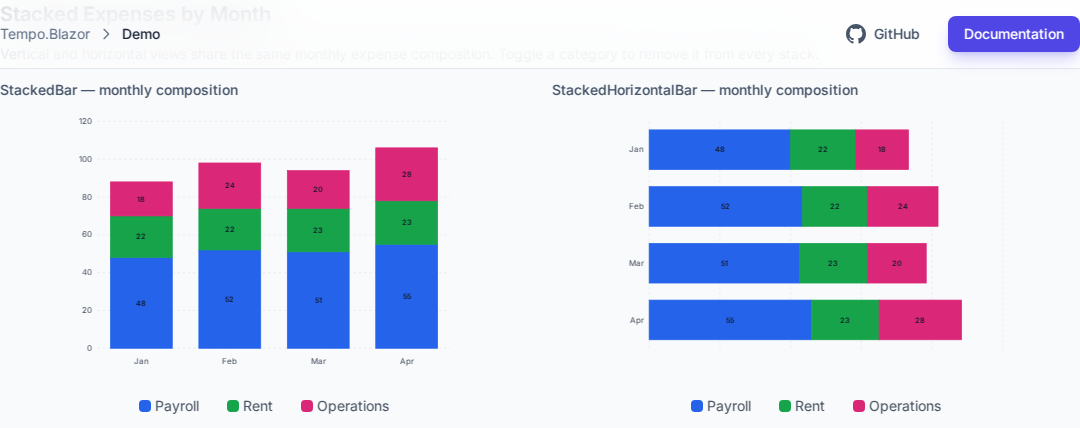 Stacked Expenses by Month
Tempo.Blazor > Demo
GitHub
Documentation
Vertical and horizontal views share the same monthly expense composition. Toggle a category to remove it from every stack.
StackedBar — monthly composition
120
100
80
60
40
20
0
18
22
48
24
22
52
20
23
51
28
23
55
Jan
Feb
Mar
Apr
Payroll
Rent
Operations
StackedHorizontalBar — monthly composition
Jan
48
22
18
Feb
52
22
24
Mar
51
23
20
Apr
55
23
28
Payroll
Rent
Operations